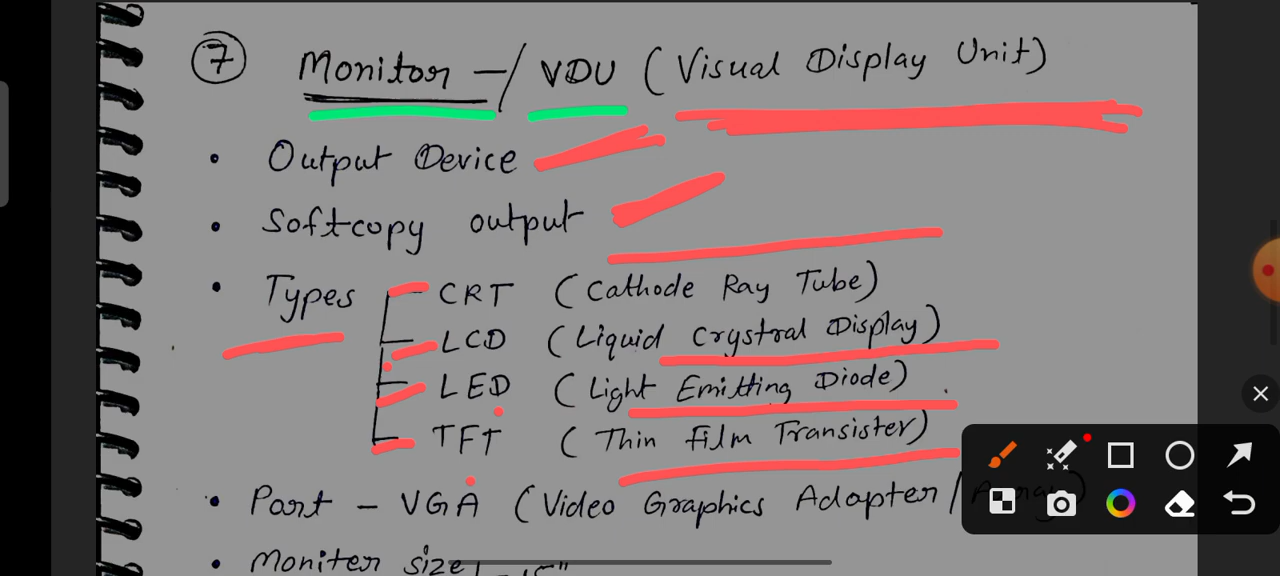 7 Monitor - / VDU (Visual Display Unit)
• Output Device
• Softcopy output
• Types
CRT (Cathode Ray Tube)
LCD (Liquid Crystral Display)
LED (Light Emitting Diode)
TFT (Thin Film Transister)
• Port - VGA (Video Graphics Adapter /
• Moniter size